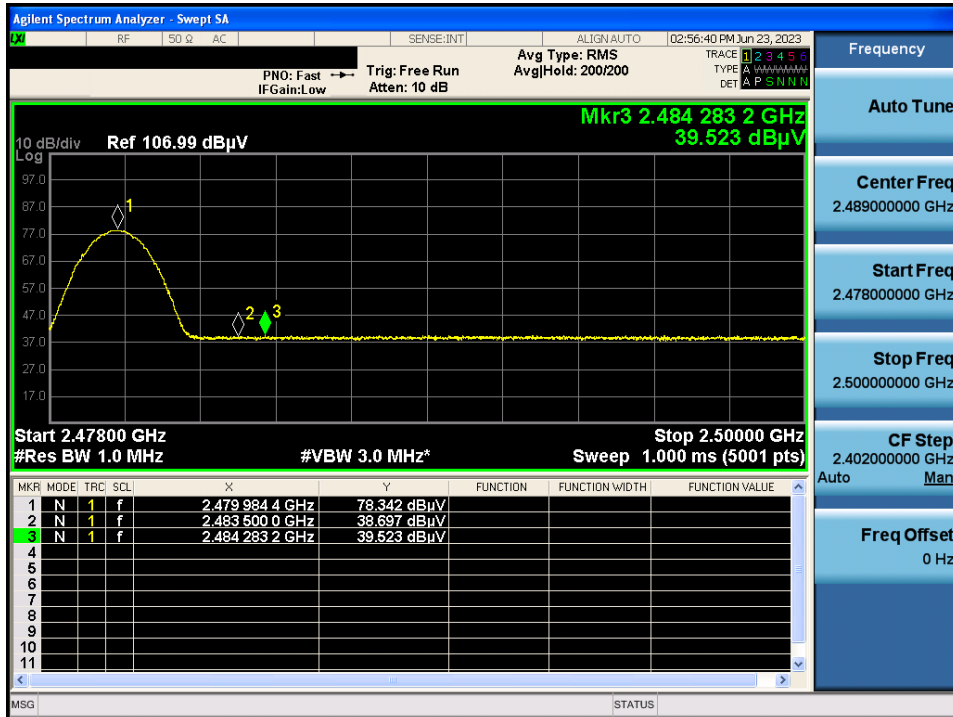 Agilent Spectrum Analyzer - Swept SA
LXI RF 50 Ω AC SENSE:INT ALIGN AUTO 02:56:40 PM Jun 23, 2023
PNO: Fast
IFGain:Low
Trig: Free Run
Atten: 10 dB
Avg Type: RMS
Avg|Hold: 200/200
TRACE 1 2 3 4 5 6
TYPE A WWWWW
DET A P S N N N
Mkr3 2.484 283 2 GHz
39.523 dBµV
10 dB/div Ref 106.99 dBµV
Log
97.0
87.0
77.0
67.0
57.0
47.0
37.0
27.0
17.0
1
2 3
Start 2.47800 GHz Stop 2.50000 GHz
#Res BW 1.0 MHz #VBW 3.0 MHz* Sweep 1.000 ms (5001 pts)
MKR MODE TRC SCL X Y FUNCTION FUNCTION WIDTH FUNCTION VALUE
1 N 1 f 2.479 984 4 GHz 78.342 dBµV
2 N 1 f 2.483 500 0 GHz 38.697 dBµV
3 N 1 f 2.484 283 2 GHz 39.523 dBµV
4
5
6
7
8
9
10
11
MSG STATUS
Frequency
Auto Tune
Center Freq
2.489000000 GHz
Start Freq
2.478000000 GHz
Stop Freq
2.500000000 GHz
CF Step
2.402000000 GHz
Auto Man
Freq Offset
0 Hz